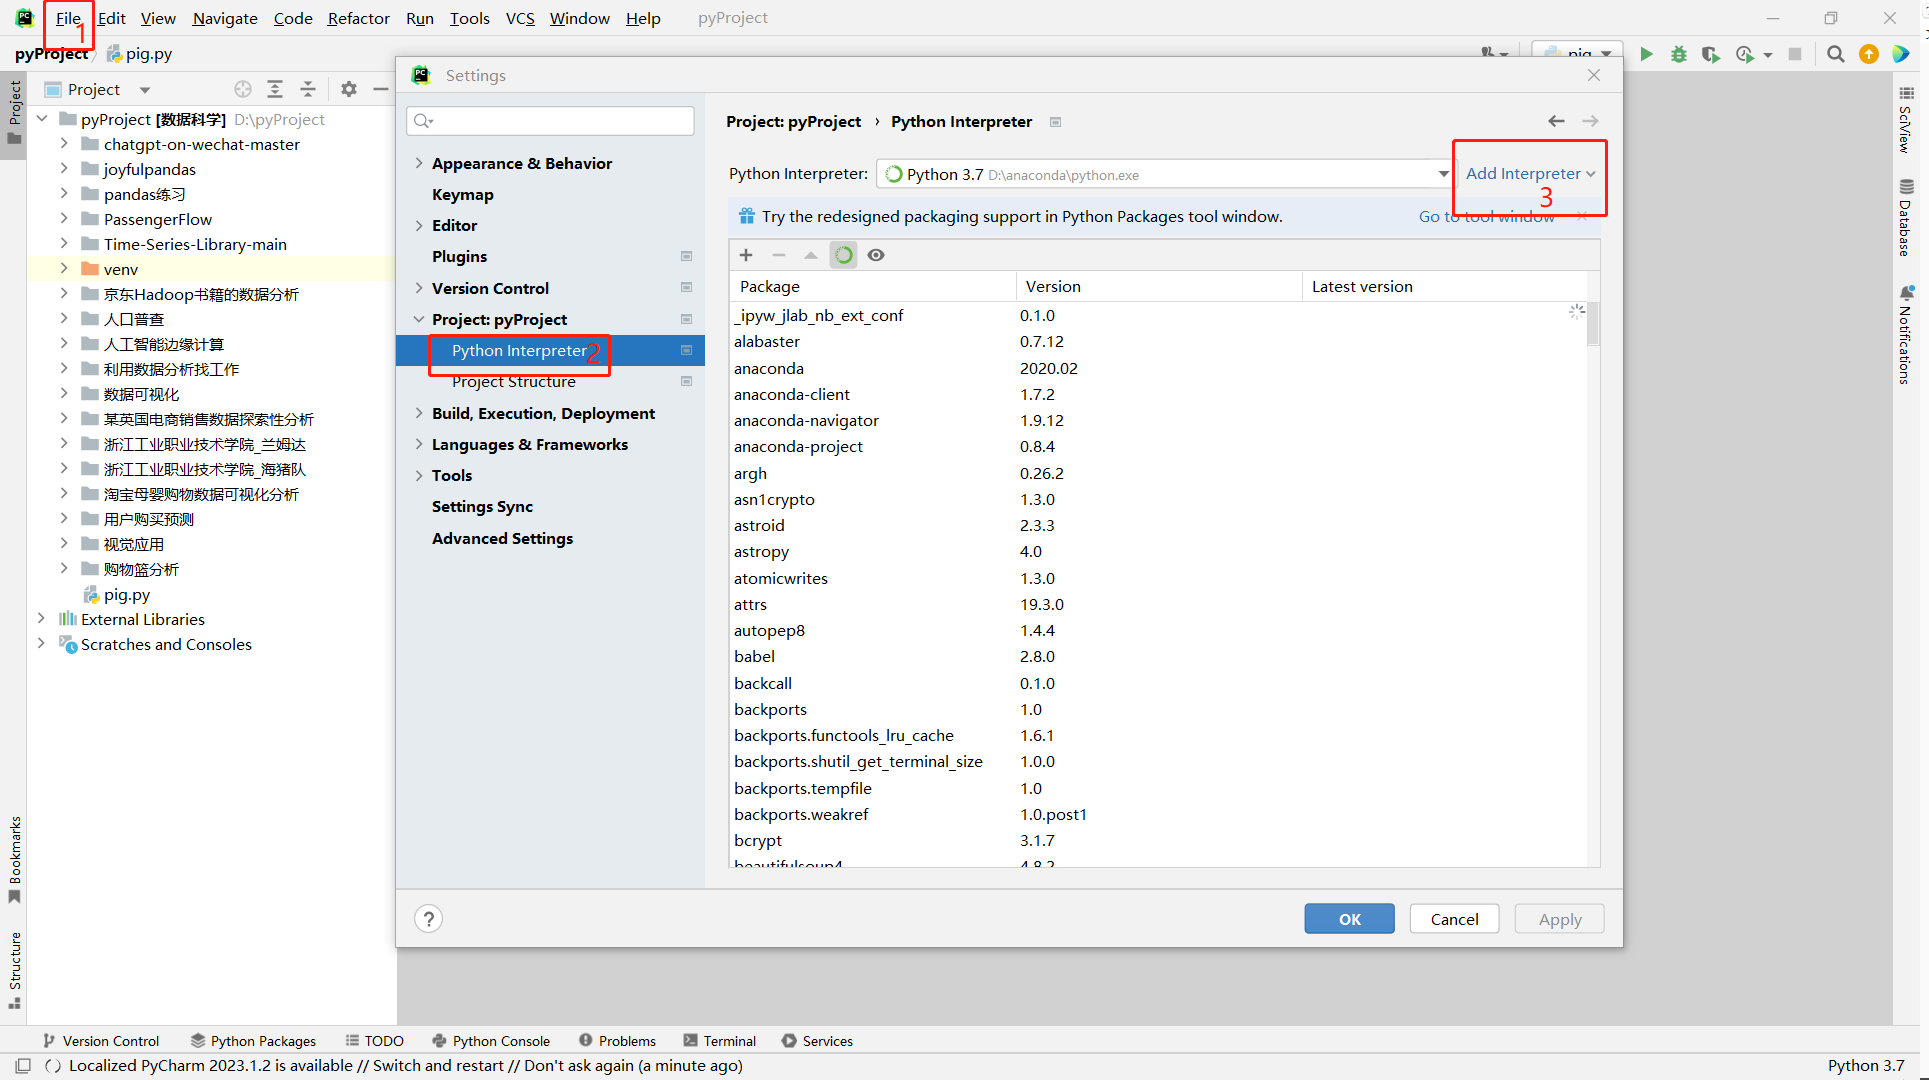 File Edit View Navigate Code Refactor Run Tools VCS Window Help pyProject
1
pyProject pig.py
pig
Settings
Project
Project
pyProject [数据科学] D:\pyProject
chatgpt-on-wechat-master
joyfulpandas
pandas练习
PassengerFlow
Time-Series-Library-main
venv
京东Hadoop书籍的数据分析
人口普查
人工智能边缘计算
利用数据分析找工作
数据可视化
某英国电商销售数据探索性分析
浙江工业职业技术学院_兰姆达
浙江工业职业技术学院_海猪队
淘宝母婴购物数据可视化分析
用户购买预测
视觉应用
购物篮分析
pig.py
External Libraries
Scratches and Consoles
Bookmarks
Structure
Appearance & Behavior
Keymap
Editor
Plugins
Version Control
Project: pyProject
Python Interpreter 2
Project Structure
Build, Execution, Deployment
Languages & Frameworks
Tools
Settings Sync
Advanced Settings
Project: pyProject › Python Interpreter
Python Interpreter: Python 3.7 D:\anaconda\python.exe Add Interpreter
3
Try the redesigned packaging support in Python Packages tool window. Go to tool window
Package Version Latest version
_ipyw_jlab_nb_ext_conf 0.1.0
alabaster 0.7.12
anaconda 2020.02
anaconda-client 1.7.2
anaconda-navigator 1.9.12
anaconda-project 0.8.4
argh 0.26.2
asn1crypto 1.3.0
astroid 2.3.3
astropy 4.0
atomicwrites 1.3.0
attrs 19.3.0
autopep8 1.4.4
babel 2.8.0
backcall 0.1.0
backports 1.0
backports.functools_lru_cache 1.6.1
backports.shutil_get_terminal_size 1.0.0
backports.tempfile 1.0
backports.weakref 1.0.post1
bcrypt 3.1.7
beautifulsoup4 4.8.2
? OK Cancel Apply
SciView
Database
Notifications
Version Control Python Packages TODO Python Console Problems Terminal Services
Localized PyCharm 2023.1.2 is available // Switch and restart // Don't ask again (a minute ago) Python 3.7